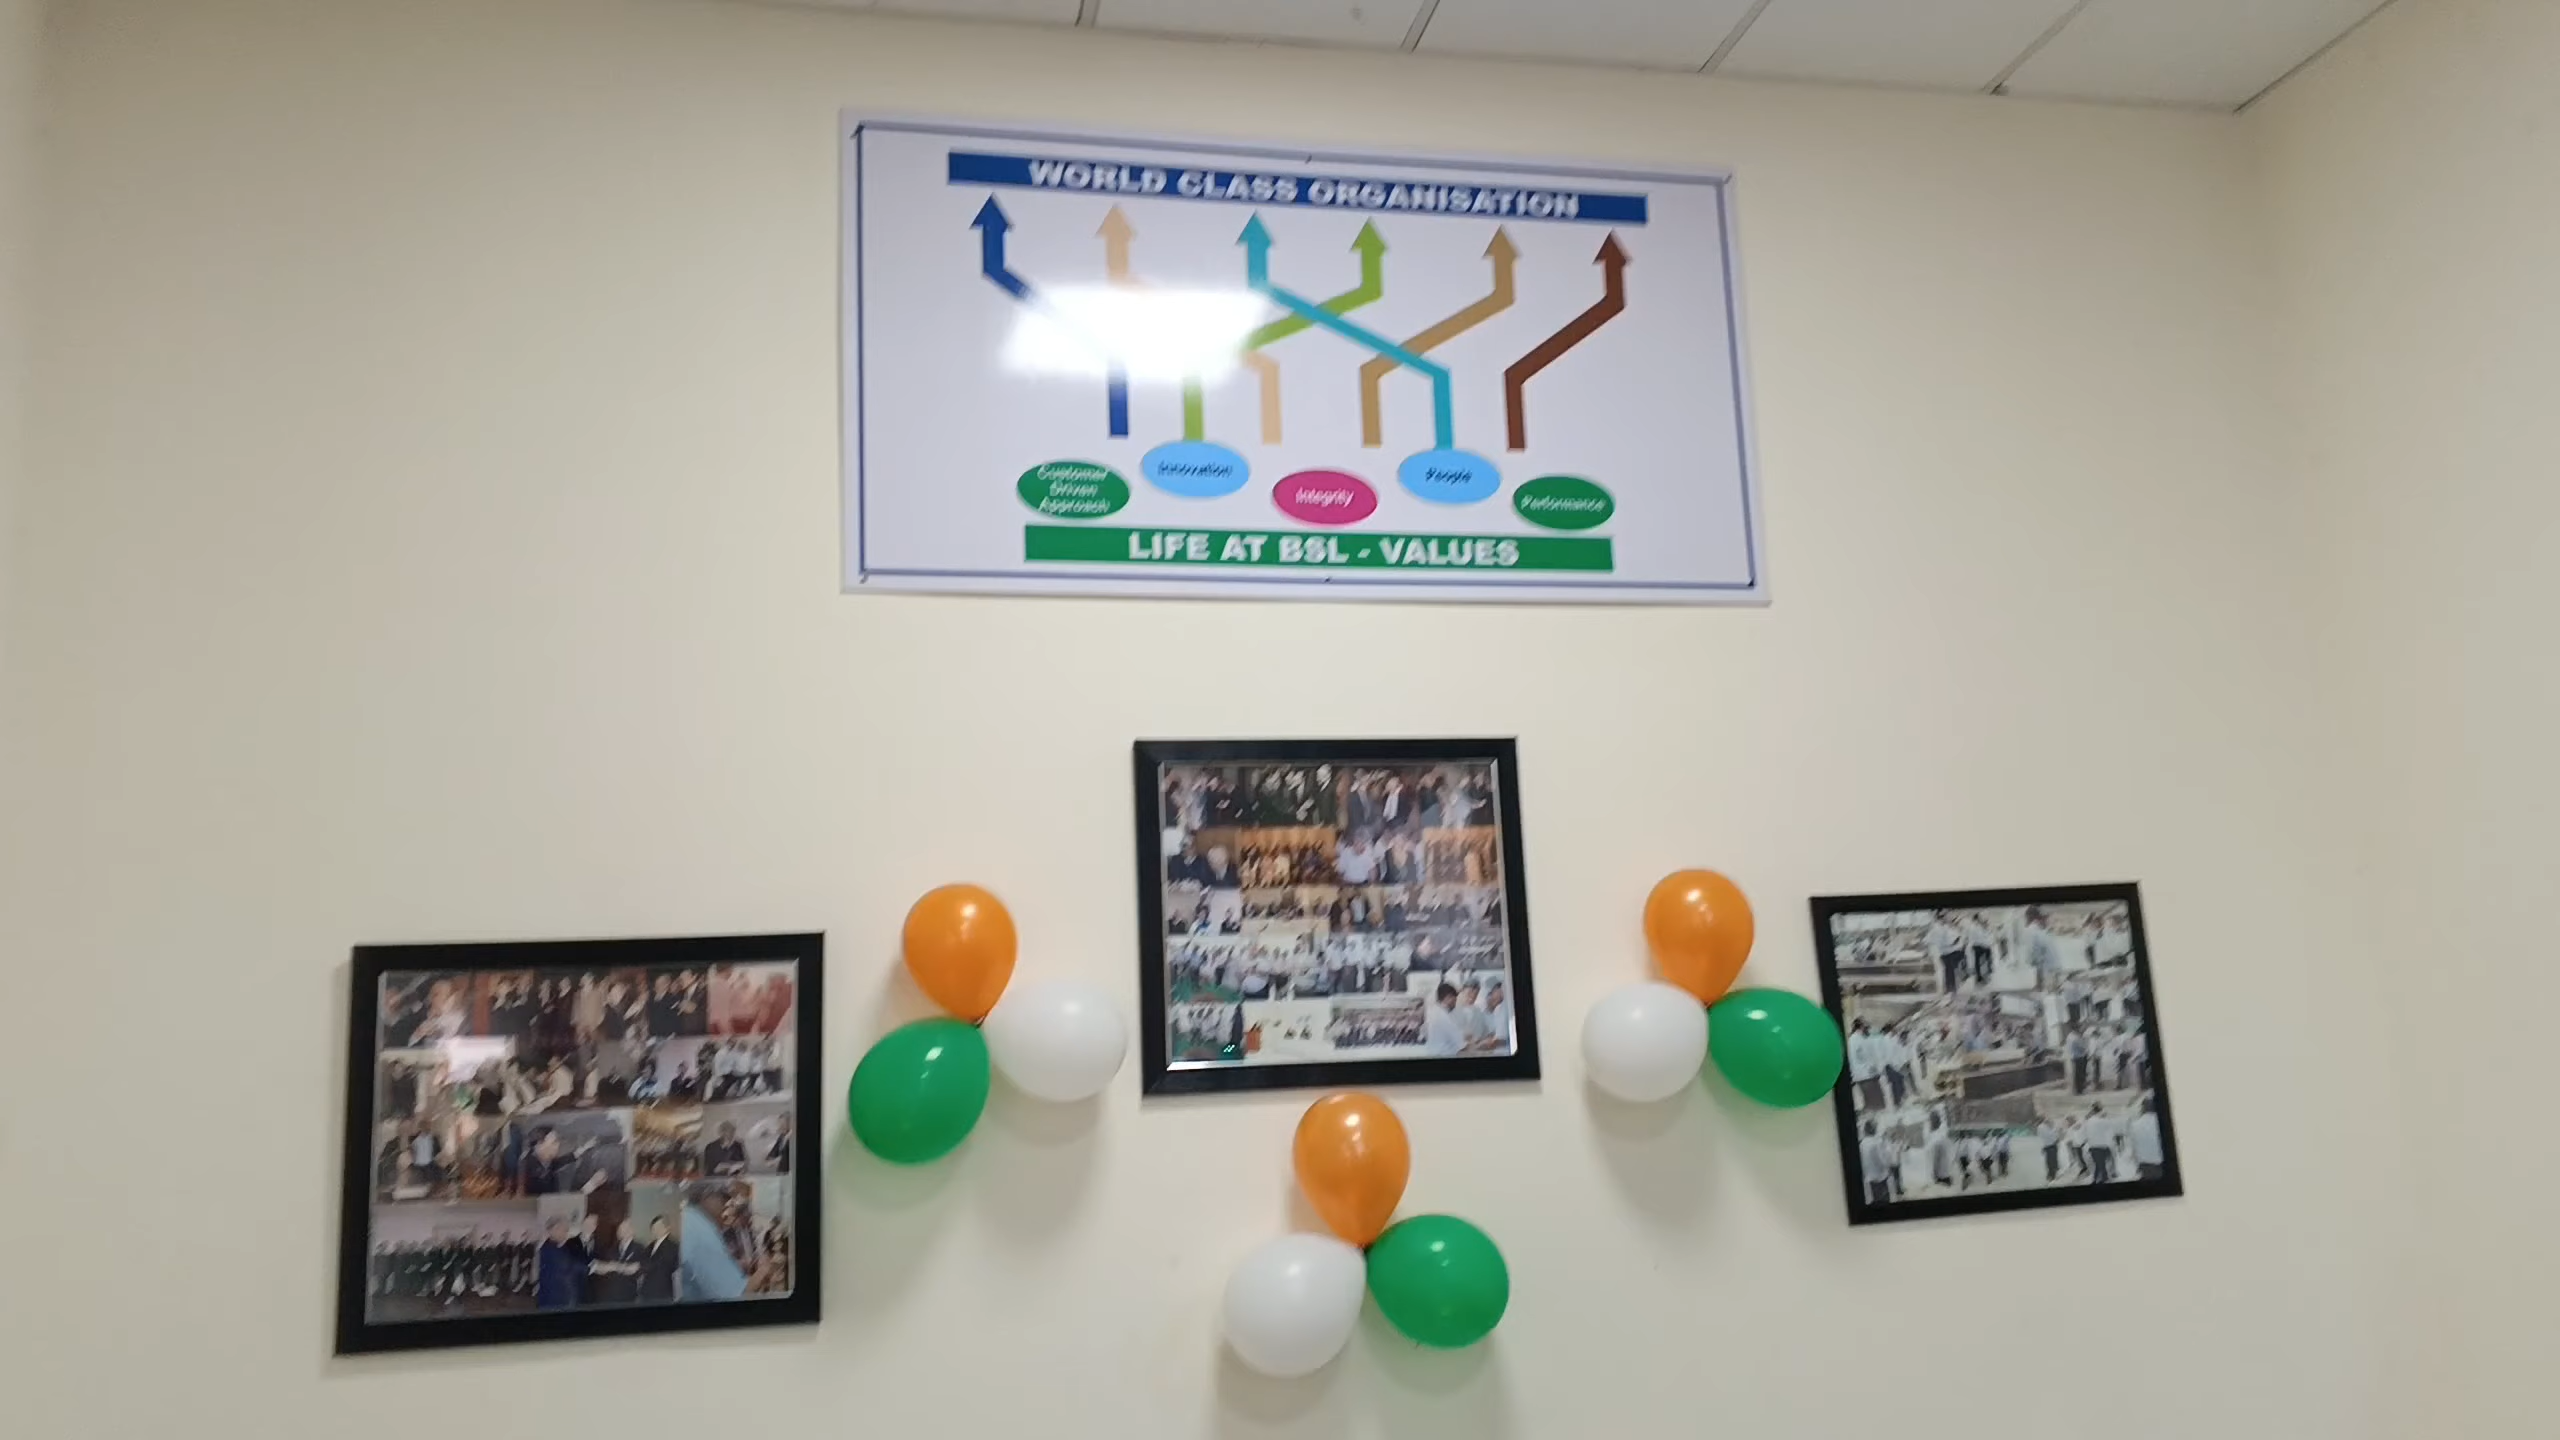 WORLD CLASS ORGANISATION
Customer
Driven
Approach
Innovation
Integrity
People
Performance
LIFE AT BSL - VALUES